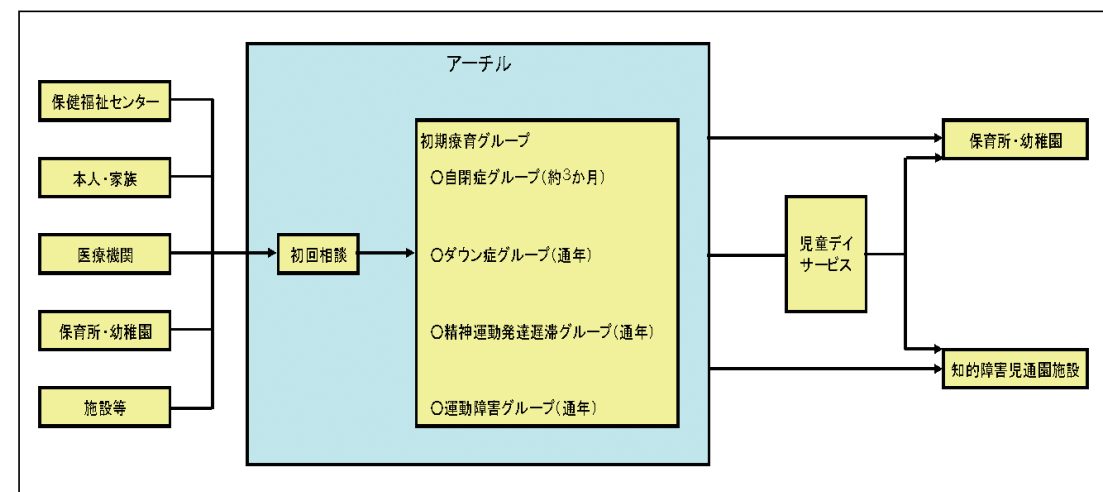 アーチル
保健福祉センター
本人・家族
医療機関
保育所・幼稚園
施設等
初回相談
初期療育グループ
○自閉症グループ(約3か月)
○ダウン症グループ(通年)
○精神運動発達遅滞グループ(通年)
○運動障害グループ(通年)
児童デイ
サービス
保育所・幼稚園
知的障害児通園施設